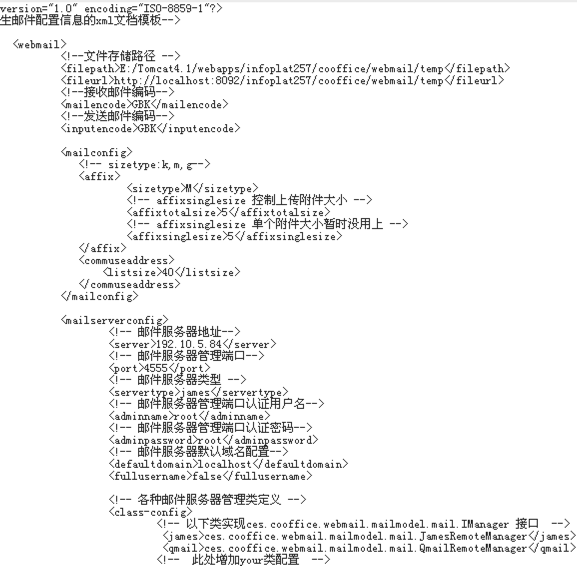 version="1.0" encoding="ISO-8859-1"?>
生邮件配置信息的xml文档模板-->
<webmail>
<!--文件存储路径 -->
<filepath>E:/Tomcat4.1/webapps/infoplat257/cooffice/webmail/temp</filepath>
<fileurl>http://localhost:8092/infoplat257/cooffice/webmail/temp</fileurl>
<!--接收邮件编码-->
<mailencode>GBK</mailencode>
<!--发送邮件编码-->
<inputencode>GBK</inputencode>
<mailconfig>
<!-- sizetype:k,m,g-->
<affix>
<sizetype>M</sizetype>
<!-- affixsinglesize 控制上传附件大小 -->
<affixtotalsize>5</affixtotalsize>
<!-- affixsinglesize 单个附件大小暂时没用上 -->
<affixsinglesize>5</affixsinglesize>
</affix>
<commuseaddress>
<listsize>40</listsize>
</commuseaddress>
</mailconfig>
<mailserverconfig>
<!-- 邮件服务器地址-->
<server>192.10.5.84</server>
<!-- 邮件服务器管理端口-->
<port>4555</port>
<!-- 邮件服务器类型 -->
<servertype>james</servertype>
<!-- 邮件服务器管理端口认证用户名-->
<adminname>root</adminname>
<!-- 邮件服务器管理端口认证密码-->
<adminpassword>root</adminpassword>
<!-- 邮件服务器默认域名配置-->
<defaultdomain>localhost</defaultdomain>
<fullusername>false</fullusername>
<!-- 各种邮件服务器管理类定义 -->
<class-config>
<!-- 以下类实现ces.cooffice.webmail.mailmodel.mail.IManager 接口 -->
<james>ces.cooffice.webmail.mailmodel.mail.JamesRemoteManager</james>
<qmail>ces.cooffice.webmail.mailmodel.mail.QmailRemoteManager</qmail>
<!-- 此处增加your类配置 -->